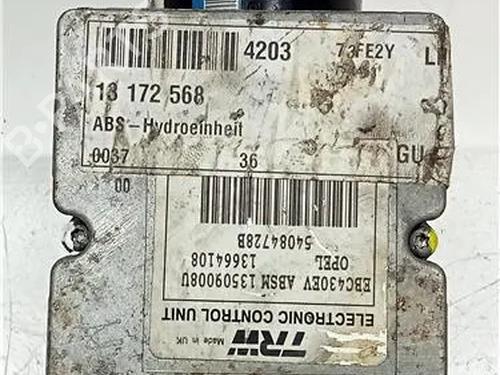 4203
73FE2Y
13 172 568
ABS-Hydroeinheit
0037
36
GU
00
TRW
Made in UK
ELECTRONIC CONTROL UNIT
EBC430EV ABSM 13509008U
13664108
OPEL
54084728B